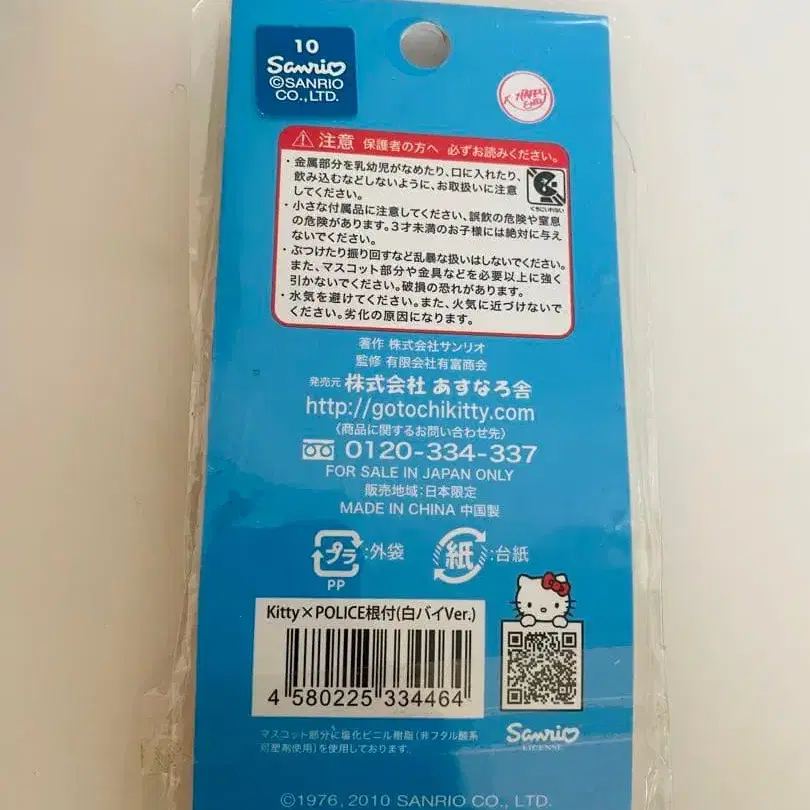 10
Sanrio
©SANRIO
CO., LTD.
HAPPY
注意 保護者の方へ 必ずお読みください。
・金属部分を乳幼児がなめたり、口に入れたり、
飲み込むなどしないように、お取扱いに注意
してください。
くちにいれない
・小さな付属品に注意してください、誤飲の危険や窒息
の危険があります。3才未満のお子様には絶対に与え
ないでください。
・ぶつけたり振り回すなど乱暴な扱いはしないでください。
また、マスコット部分や金具などを必要以上に強く
引かないでください。破損の恐れがあります。
・水気を避けてください。また、火気に近づけないで
ください。劣化の原因になります。
著作 株式会社サンリオ
監修 有限会社有富商会
発売元 株式会社 あすなろ舎
http://gotochikitty.com
〈商品に関するお問い合わせ先〉
0120-334-337
FOR SALE IN JAPAN ONLY
販売地域:日本限定
MADE IN CHINA 中国製
プラ:外袋
PP
紙:台紙
Kitty×POLICE根付(白バイVer.)
4 580225 334464
マスコット部分に塩化ビニル樹脂(非フタル酸系
可塑剤使用)を使用しております。
Sanrio
LICENSE
©1976, 2010 SANRIO CO., LTD.